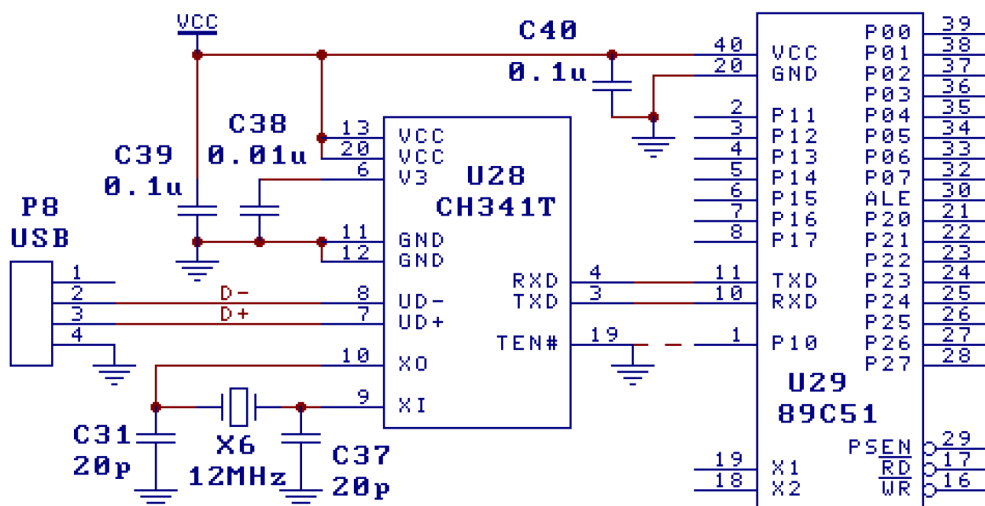 VCC
C40
0.1u
C39
0.1u
C38
0.01u
P8
USB
1
2
3
4
D-
D+
13 VCC
20 VCC
6 V3
11 GND
12 GND
8 UD-
7 UD+
10 XO
9 XI
U28
CH341T
RXD 4
TXD 3
TEN# 19
C31
20p
X6
12MHz
C37
20p
40 VCC
20 GND
2 P11
3 P12
4 P13
5 P14
6 P15
7 P16
8 P17
11 TXD
10 RXD
1 P10
U29
89C51
19 X1
18 X2
P00 39
P01 38
P02 37
P03 36
P04 35
P05 34
P06 33
P07 32
ALE 30
P20 21
P21 22
P22 23
P23 24
P24 25
P25 26
P26 27
P27 28
PSEN 29
RD 17
WR 16